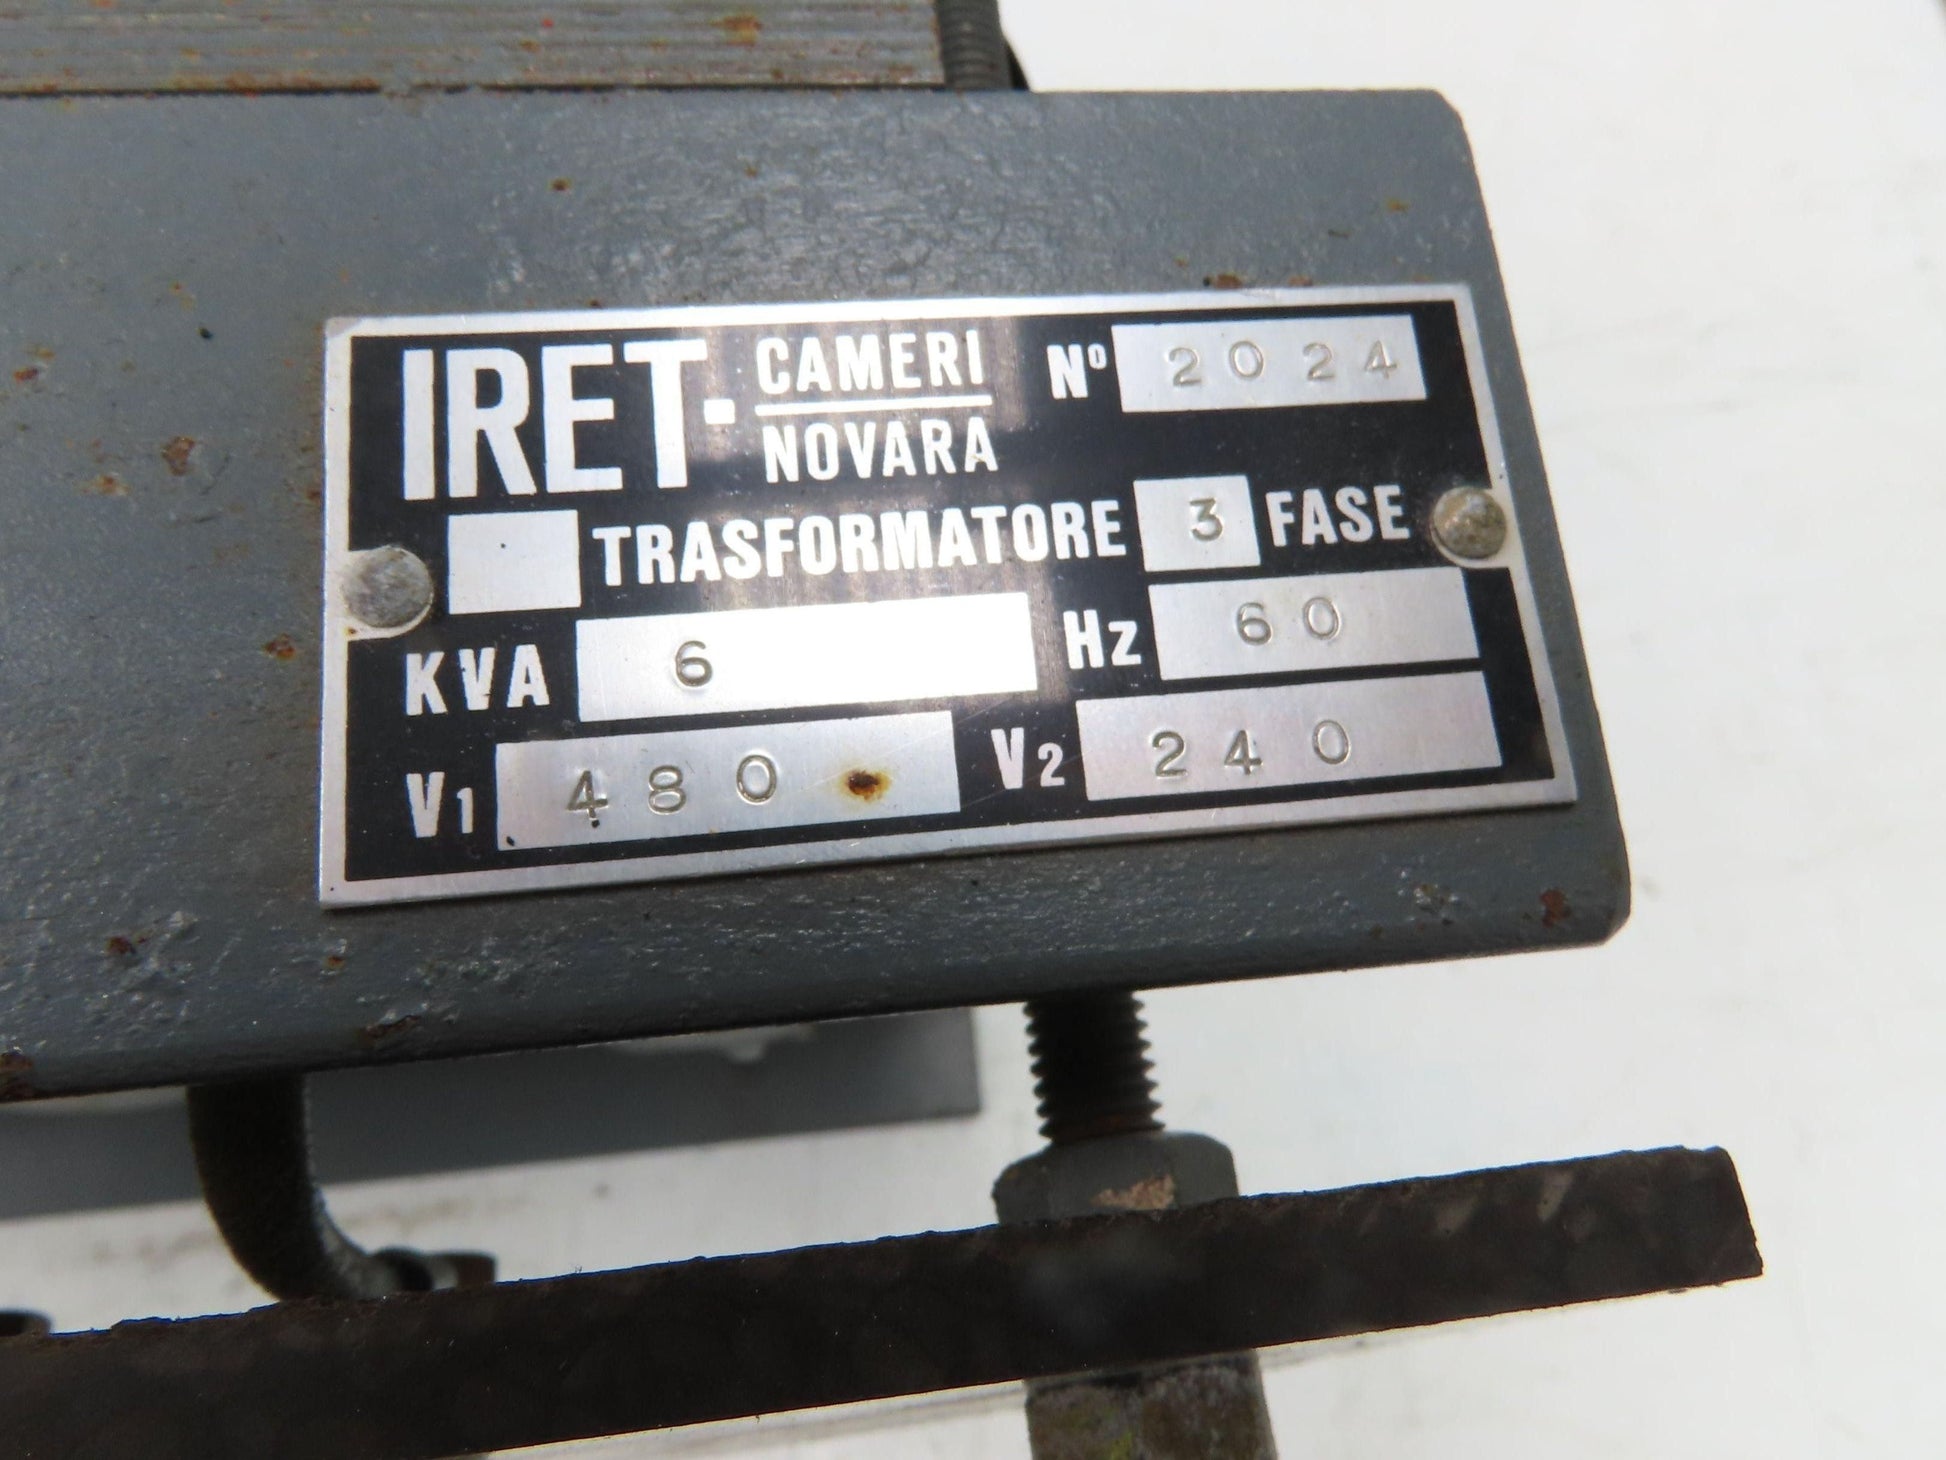 IRET. CAMERI Nº 2024
NOVARA
TRASFORMATORE 3 FASE
KVA 6 Hz 60
V1 480 V2 240